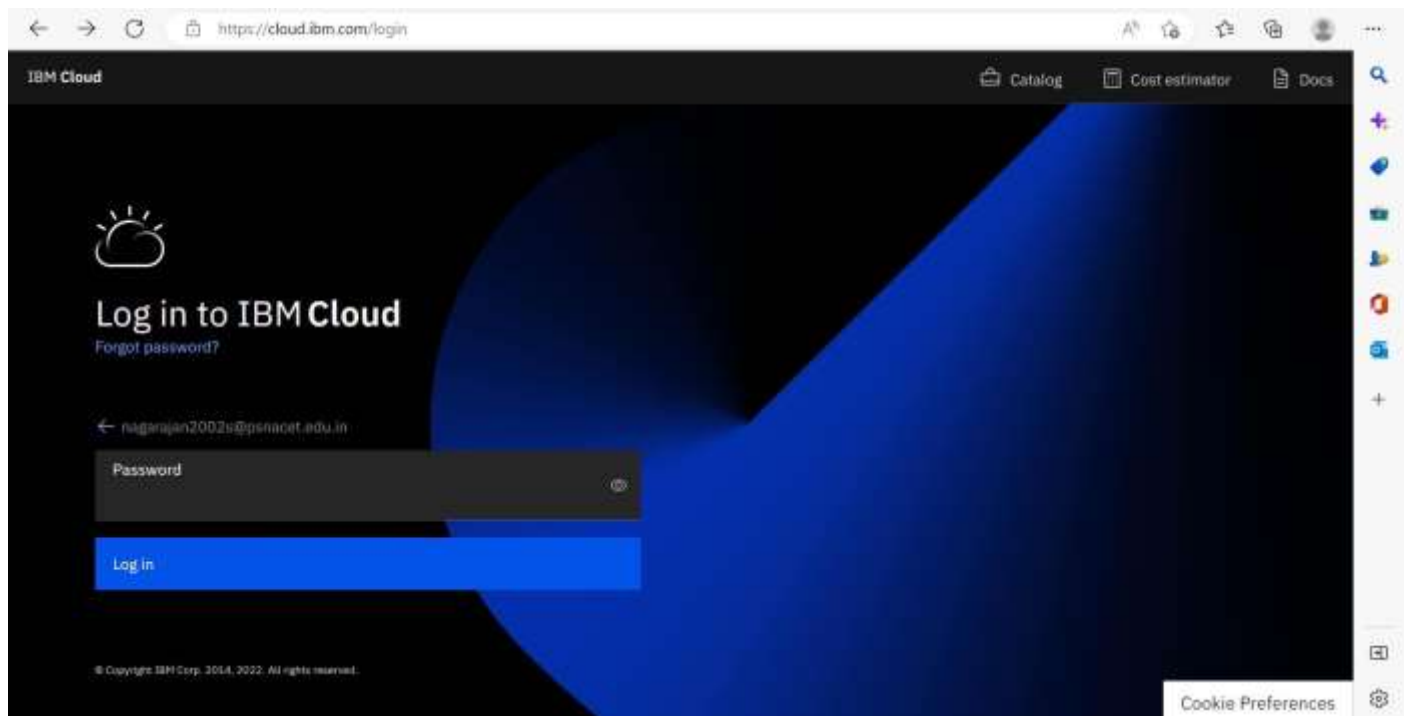 https://cloud.ibm.com/login
IBM Cloud
Catalog
Cost estimator
Docs
Log in to IBM Cloud
Forgot password?
← nagarajan2002s@psnacet.edu.in
Password
Log in
© Copyright IBM Corp. 2014, 2022. All rights reserved.
Cookie Preferences